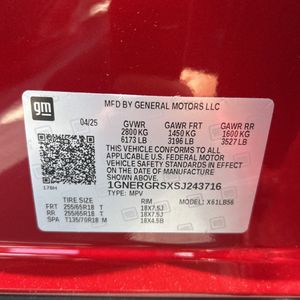 gm
MFD BY GENERAL MOTORS LLC
04/25 GVWR GAWR FRT GAWR RR
2800 KG 1450 KG 1600 KG
6173 LB 3196 LB 3527 LB
THIS VEHICLE CONFORMS TO ALL
APPLICABLE U.S. FEDERAL MOTOR
VEHICLE SAFETY AND THEFT
PREVENTION STANDARDS IN EFFECT
ON THE DATE OF MANUFACTURE
SHOWN ABOVE.
1GNERGRSXSJ243716
TYPE: MPV MODEL: X61LB56
TIRE SIZE RIM
FRT 255/65R18 T 18X7.5J
RR 255/65R18 T 18X7.5J
SPA T135/70R18 M 18X4.5B